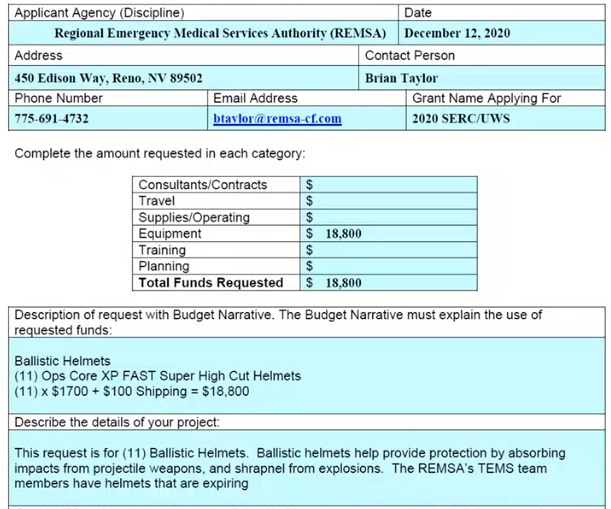 Applicant Agency (Discipline) Date
Regional Emergency Medical Services Authority (REMSA) December 12, 2020
Address Contact Person
450 Edison Way, Reno, NV 89502 Brian Taylor
Phone Number Email Address Grant Name Applying For
775-691-4732 btaylor@remsa-cf.com 2020 SERC/UWS
Complete the amount requested in each category:
Consultants/Contracts $
Travel $
Supplies/Operating $
Equipment $ 18,800
Training $
Planning $
Total Funds Requested $ 18,800
Description of request with Budget Narrative. The Budget Narrative must explain the use of
requested funds:
Ballistic Helmets
(11) Ops Core XP FAST Super High Cut Helmets
(11) x $1700 + $100 Shipping = $18,800
Describe the details of your project:
This request is for (11) Ballistic Helmets. Ballistic helmets help provide protection by absorbing
impacts from projectile weapons, and shrapnel from explosions. The REMSA's TEMS team
members have helmets that are expiring